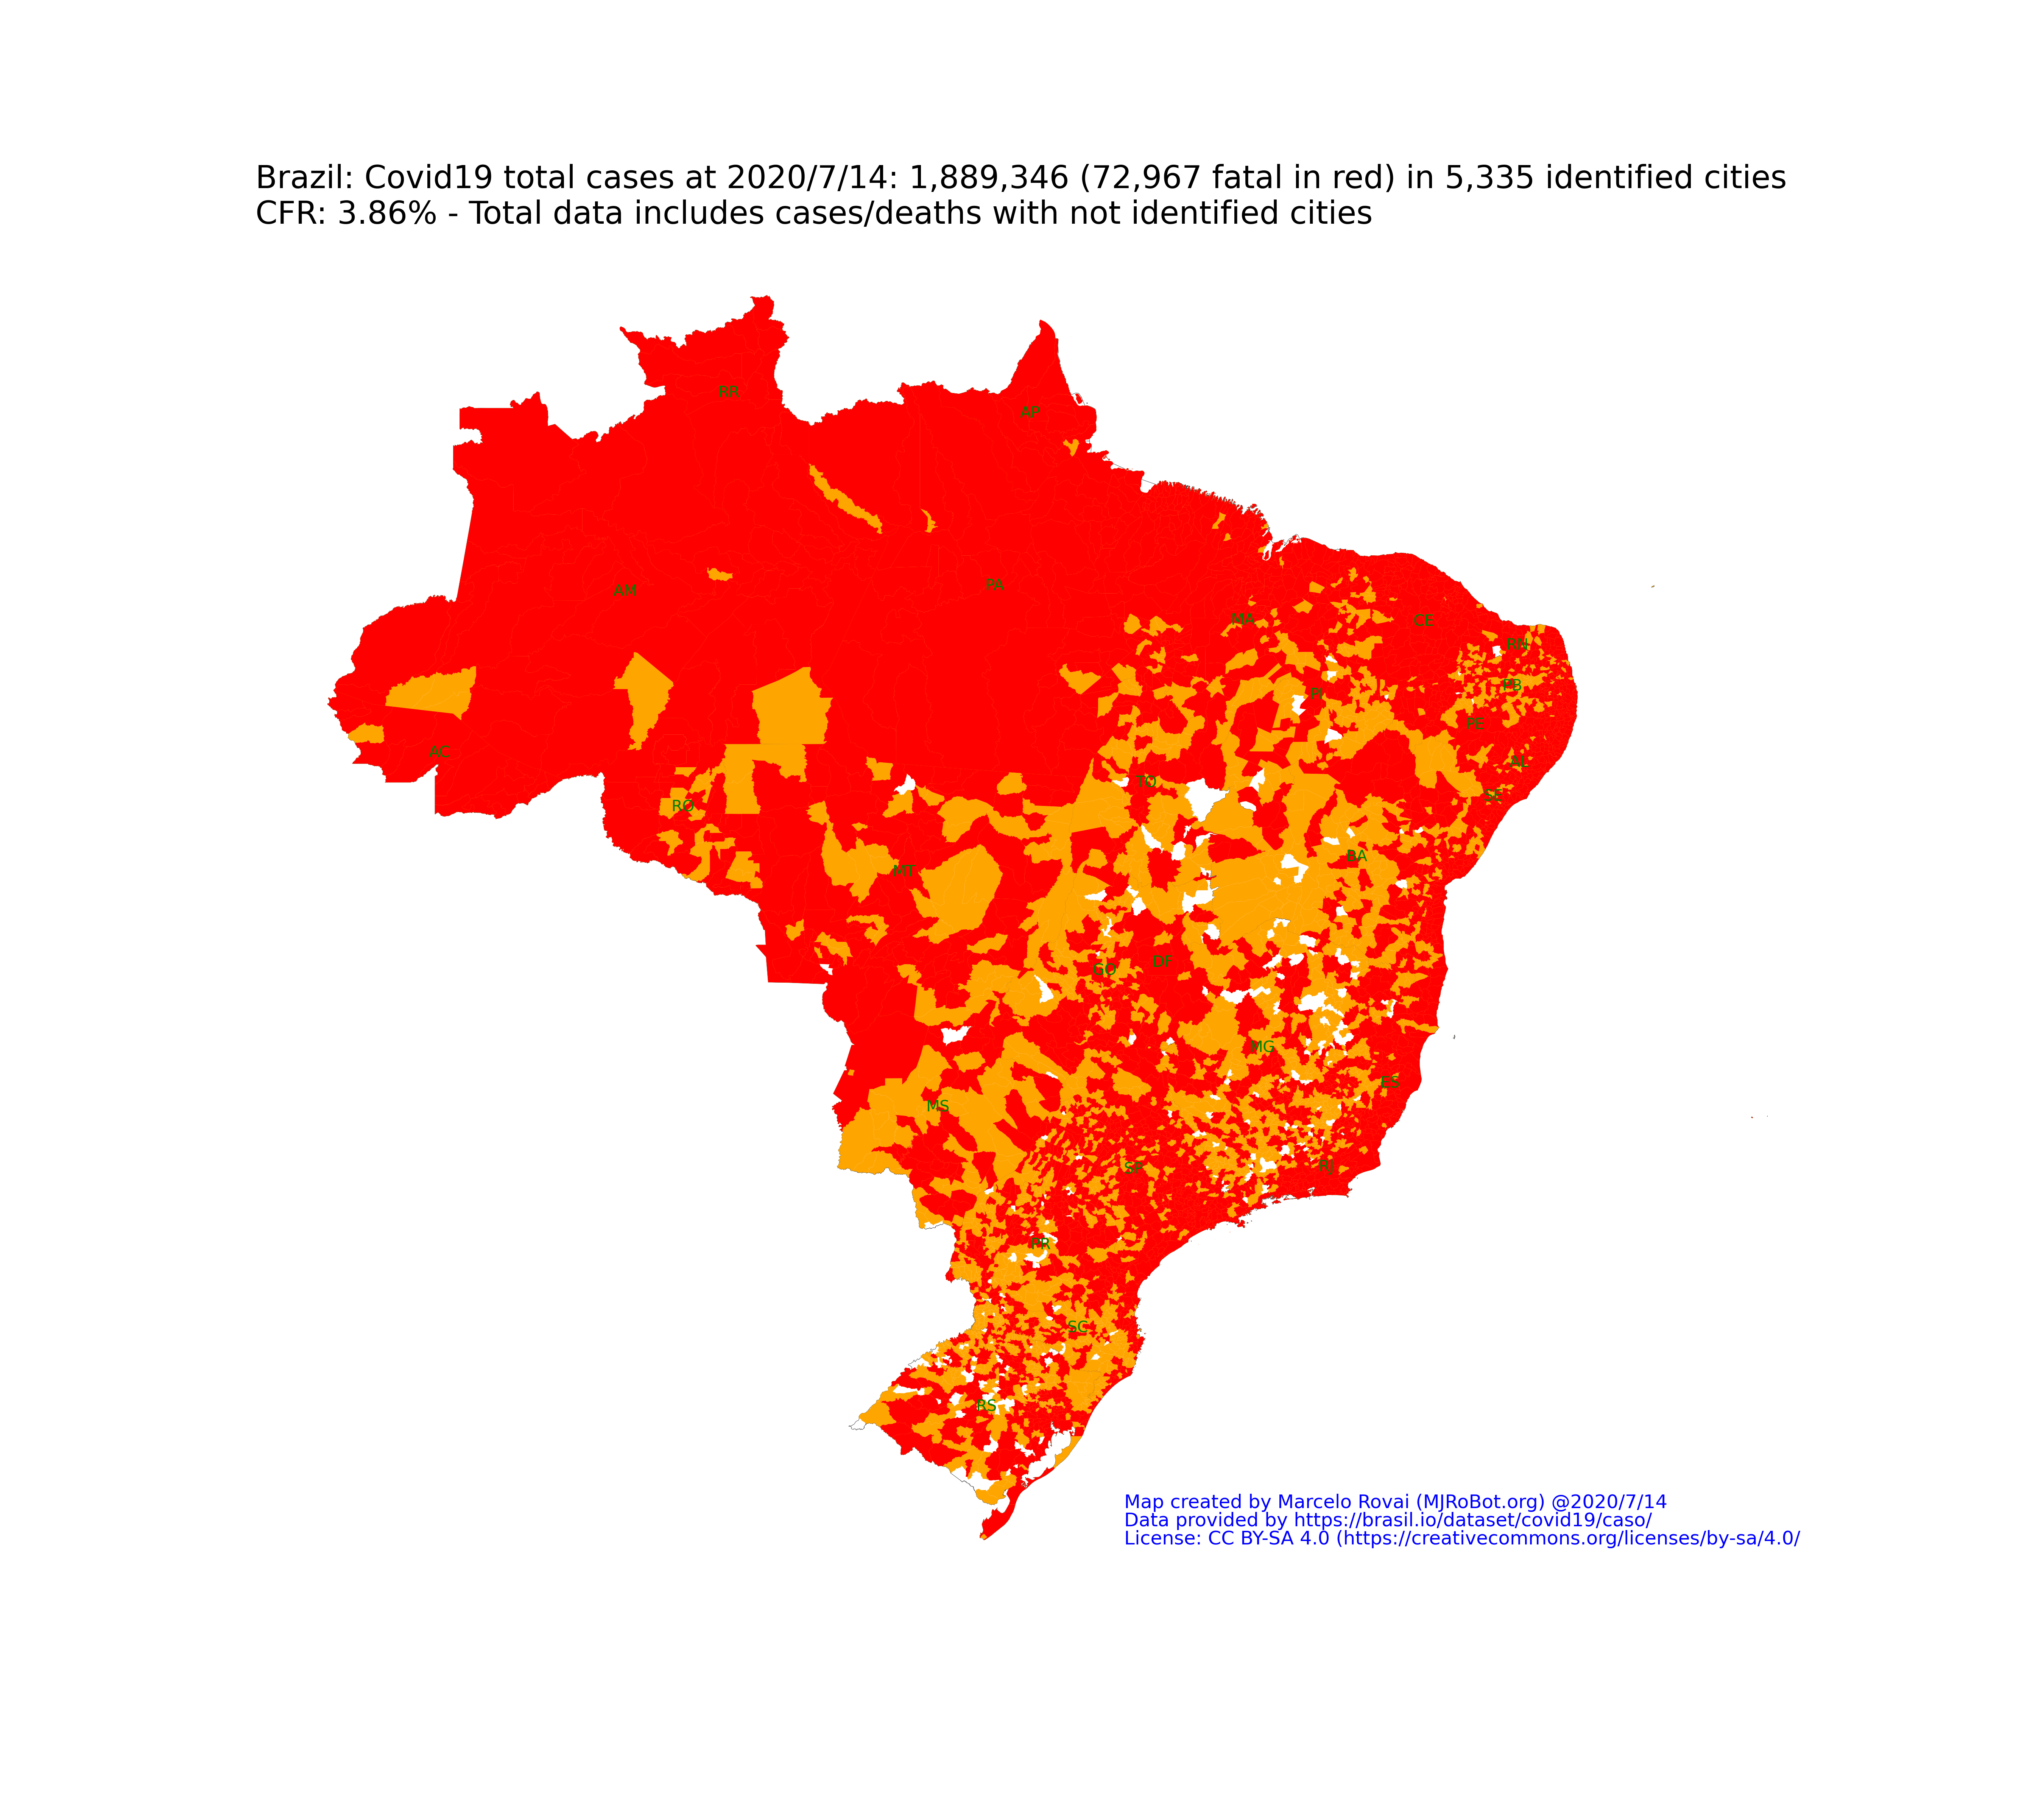 Brazil: Covid19 total cases at 2020/7/14: 1,889,346 (72,967 fatal in red) in 5,335 identified cities
CFR: 3.86% - Total data includes cases/deaths with not identified cities
RR
AP
AM
PA
MA
CE
RN
PB
PI
PE
AC
AL
TO
SE
RO
BA
MT
DF
GO
MG
ES
MS
RJ
SP
PR
SC
RS
Map created by Marcelo Rovai (MJRoBot.org) @2020/7/14
Data provided by https://brasil.io/dataset/covid19/caso/
License: CC BY-SA 4.0 (https://creativecommons.org/licenses/by-sa/4.0/